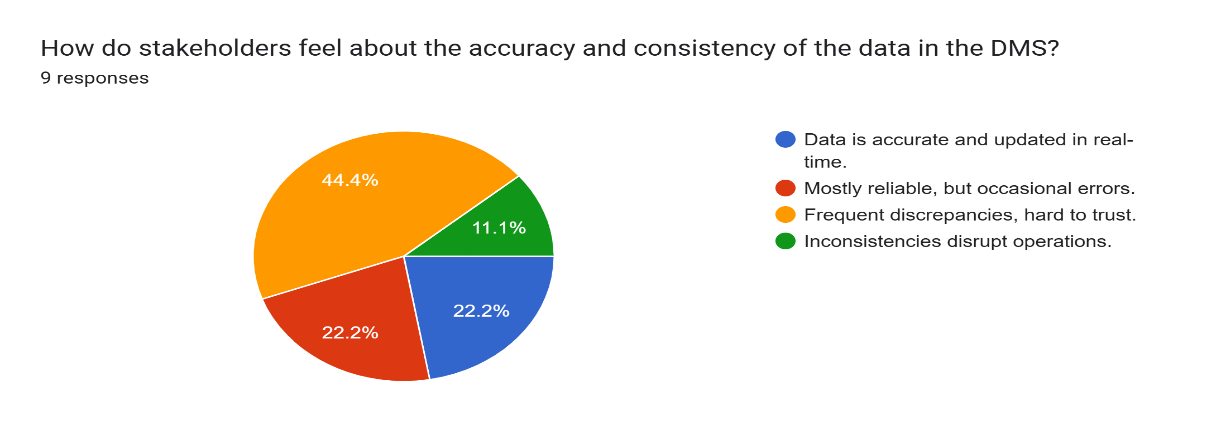 How do stakeholders feel about the accuracy and consistency of the data in the DMS?
9 responses
44.4%
11.1%
22.2%
22.2%
Data is accurate and updated in real-
time.
Mostly reliable, but occasional errors.
Frequent discrepancies, hard to trust.
Inconsistencies disrupt operations.